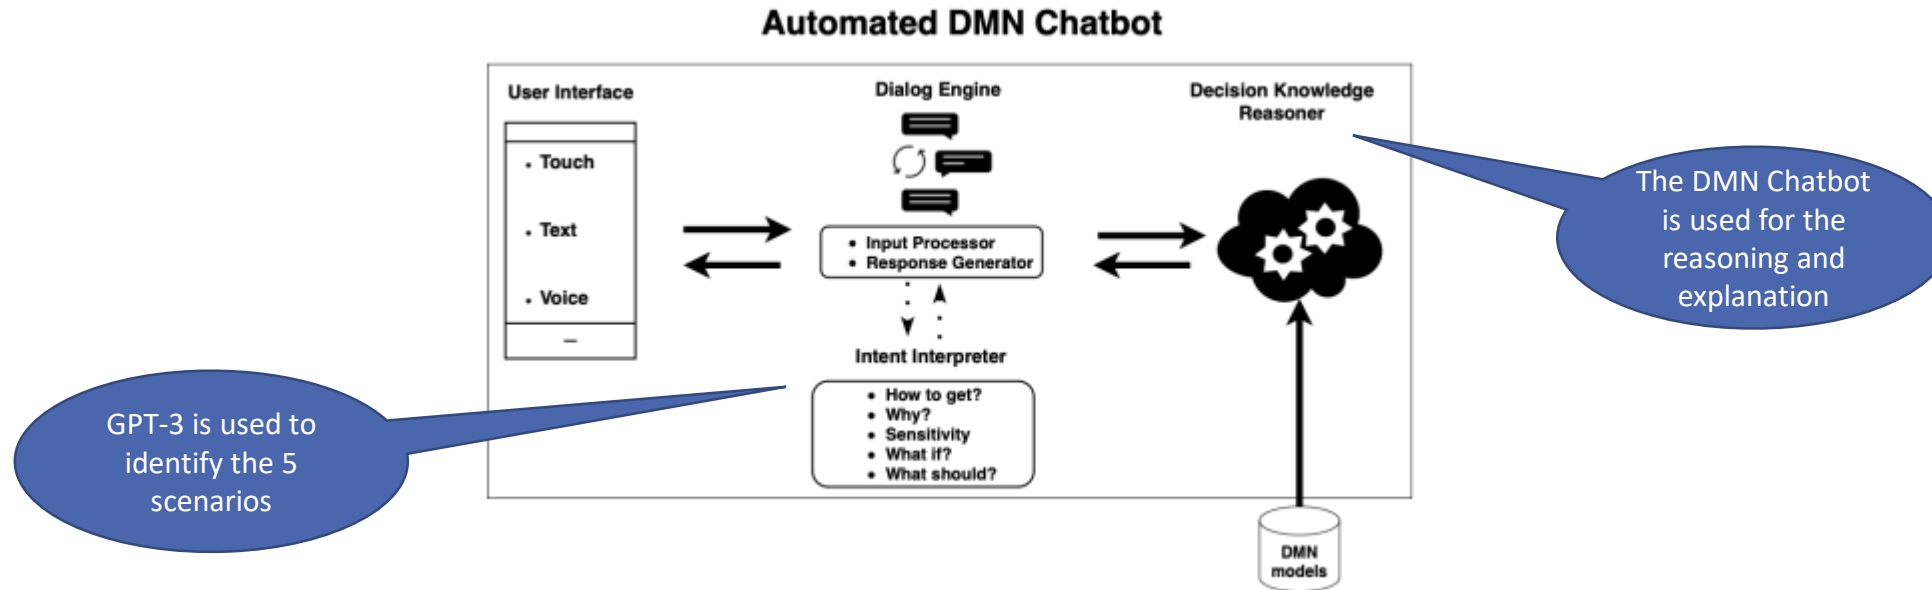 Automated DMN Chatbot
User Interface
• Touch
• Text
• Voice
Dialog Engine
• Input Processor
• Response Generator
Intent Interpreter
• How to get?
• Why?
• Sensitivity
• What if?
• What should?
Decision Knowledge
Reasoner
DMN
models
The DMN Chatbot
is used for the
reasoning and
explanation
GPT-3 is used to
identify the 5
scenarios